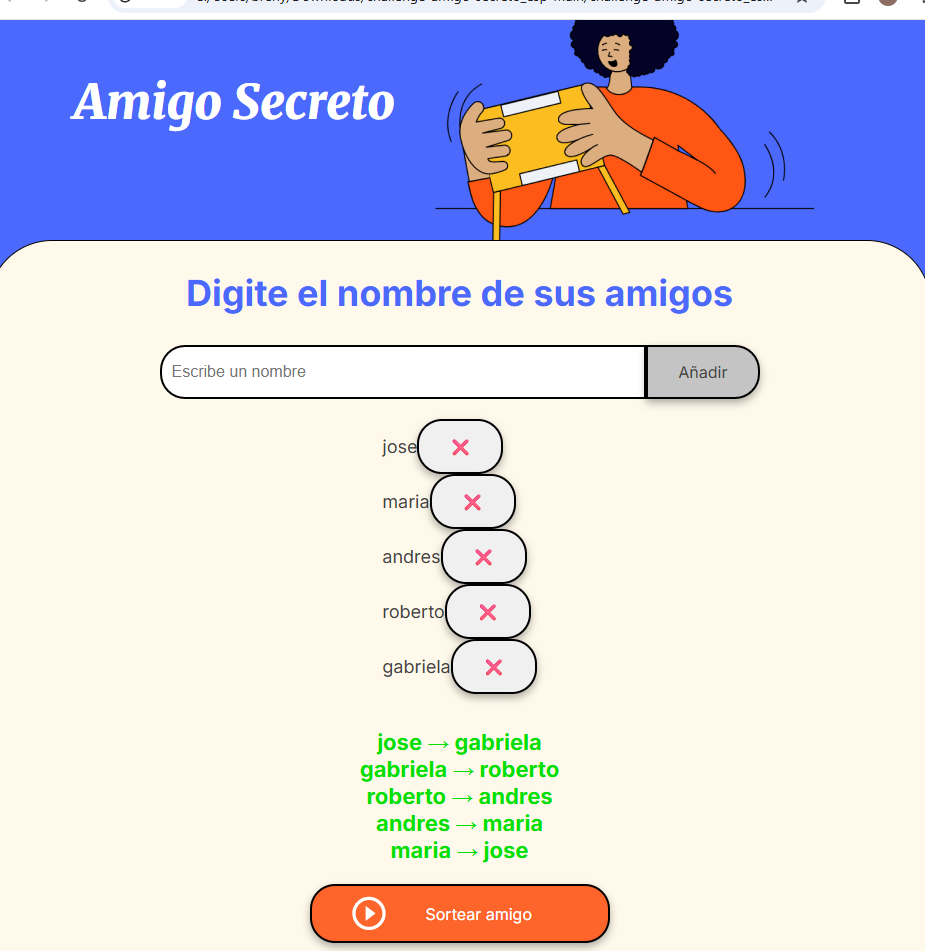 Amigo Secreto
Digite el nombre de sus amigos
Escribe un nombre
Añadir
jose
maria
andres
roberto
gabriela
jose → gabriela
gabriela → roberto
roberto → andres
andres → maria
maria → jose
Sortear amigo